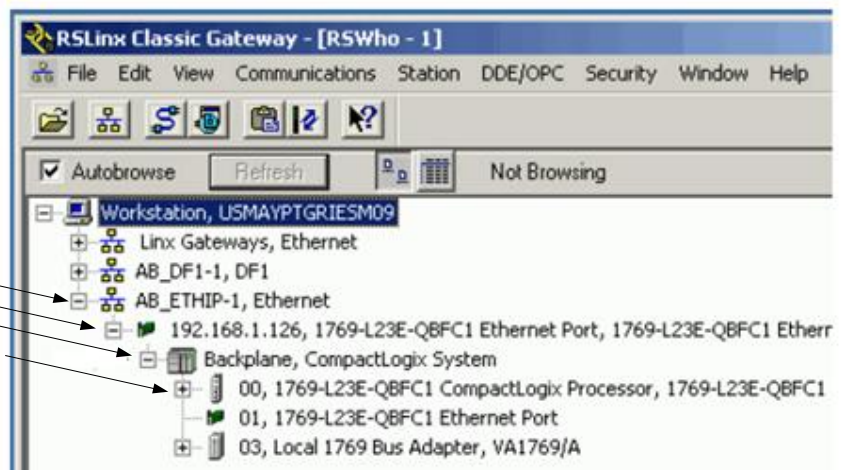 RSLinx Classic Gateway - [RSWho - 1]
File Edit View Communications Station DDE/OPC Security Window Help
Autobrowse Refresh Not Browsing
Workstation, USMAYPTGRIESM09
Linx Gateways, Ethernet
AB_DF1-1, DF1
AB_ETHIP-1, Ethernet
192.168.1.126, 1769-L23E-QBFC1 Ethernet Port, 1769-L23E-QBFC1 Ether
Backplane, CompactLogix System
00, 1769-L23E-QBFC1 CompactLogix Processor, 1769-L23E-QBFC1
01, 1769-L23E-QBFC1 Ethernet Port
03, Local 1769 Bus Adapter, VA1769/A